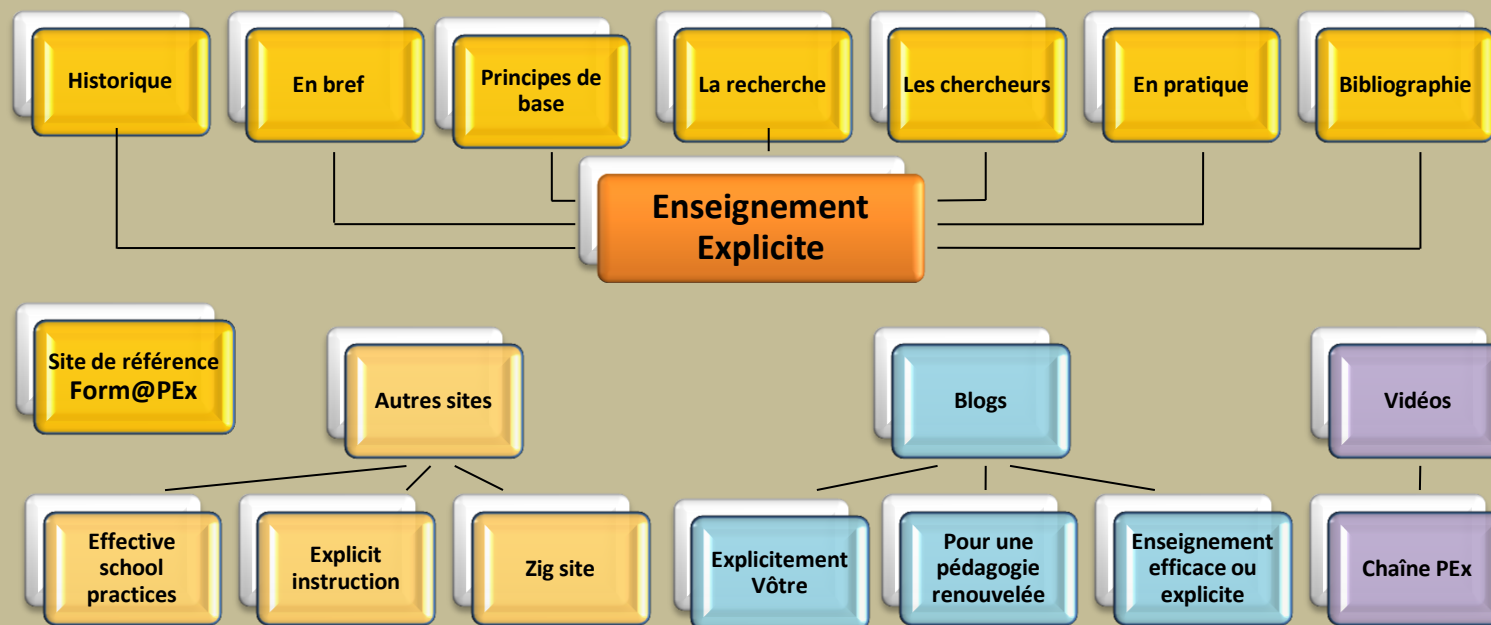 Historique
En bref
Principes de
base
La recherche
Les chercheurs
En pratique
Bibliographie
Enseignement
Explicite
Site de référence
Form@PEx
Autres sites
Blogs
Vidéos
Effective
school
practices
Explicit
instruction
Zig site
Explicitement
Vôtre
Pour une
pédagogie
renouvelée
Enseignement
efficace ou
explicite
Chaîne PEx